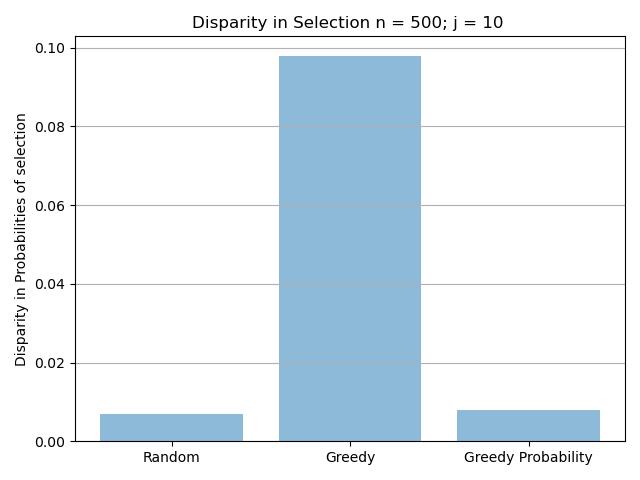 Disparity in Selection n = 500; j = 10
Disparity in Probabilities of selection
0.10
0.08
0.06
0.04
0.02
0.00
Random
Greedy
Greedy Probability